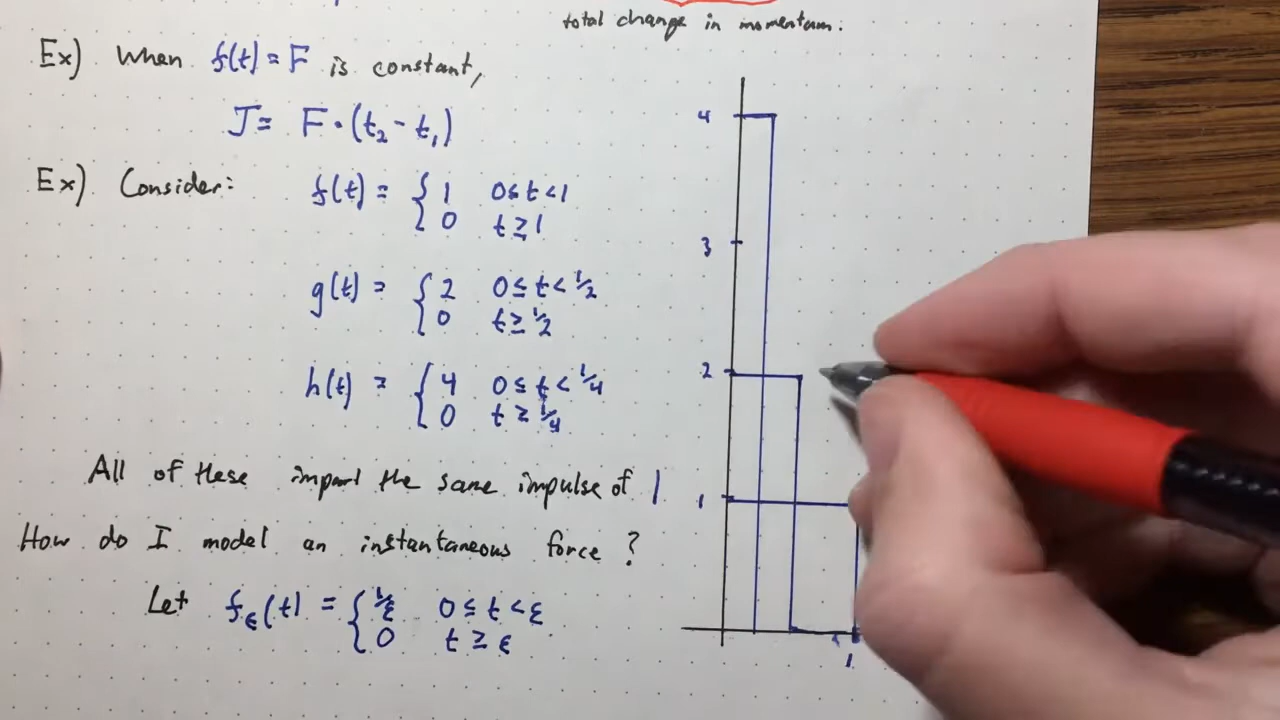 total change in momentum.
Ex) When f(t) = F is constant,
J = F · (t₂ - t₁)
Ex) Consider: f(t) = { 1 0≤t<1
0 t≥1
g(t) = { 2 0≤t<1/2
0 t≥1/2
h(t) = { 4 0≤t<1/4
0 t≥1/4
All of these impart the same impulse of 1
How do I model an instantaneous force?
Let fε(t) = { 1/ε 0≤t<ε
0 t≥ε
4
3
2
1
1